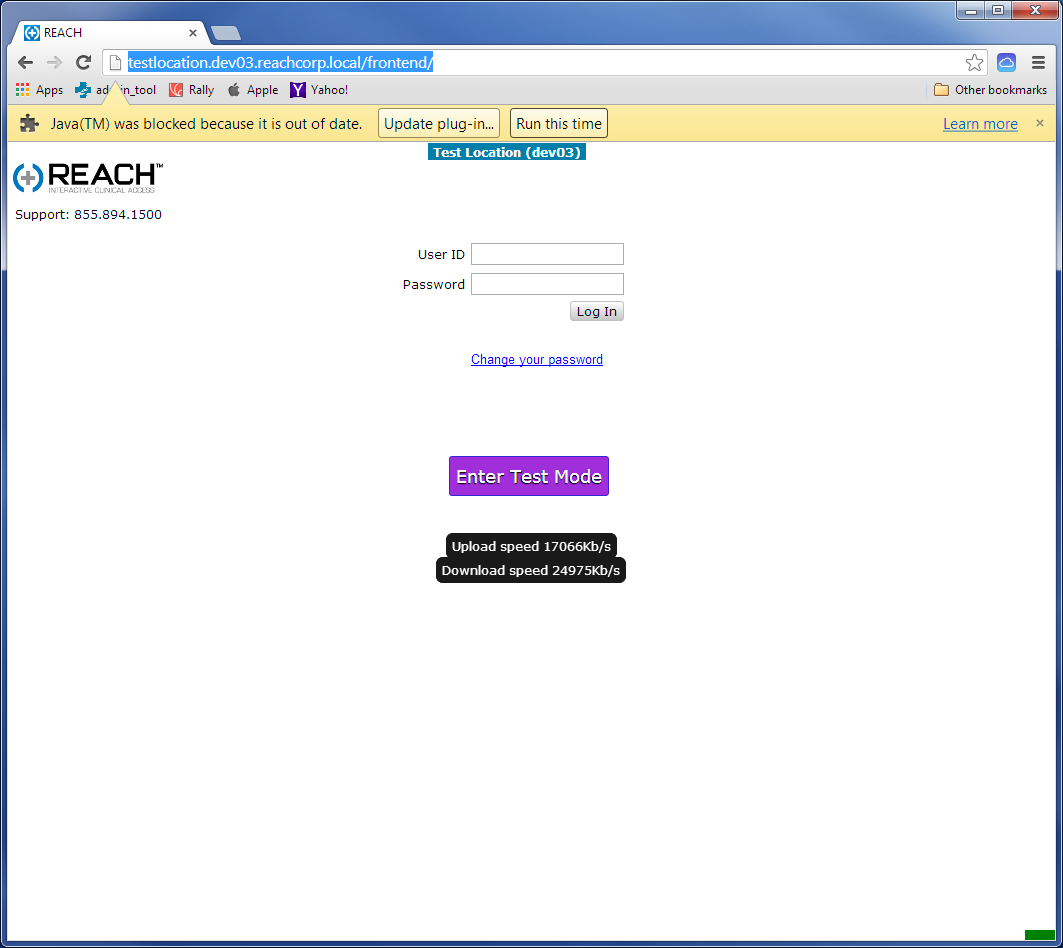 REACH
testlocation.dev03.reachcorp.local/frontend/
Apps admin_tool Rally Apple Yahoo! Other bookmarks
Java(TM) was blocked because it is out of date. Update plug-in... Run this time Learn more
Test Location (dev03)
REACH™
INTERACTIVE CLINICAL ACCESS
Support: 855.894.1500
User ID
Password
Log In
Change your password
Enter Test Mode
Upload speed 17066Kb/s
Download speed 24975Kb/s